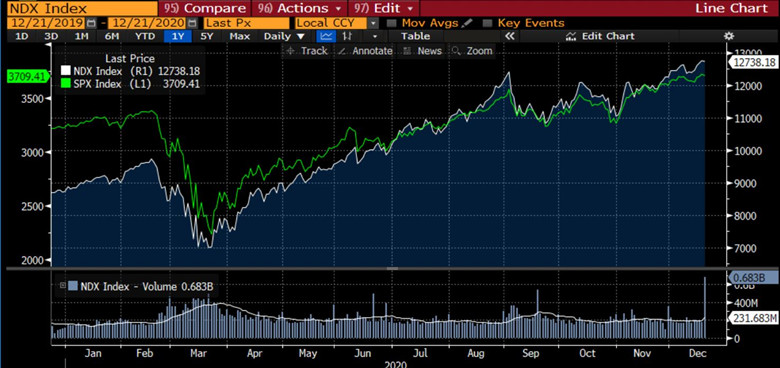 NDX Index 95) Compare 96) Actions 97) Edit Line Chart
12/21/2019 - 12/21/2020 Last Px Local CCY Mov Avgs Key Events
1D 3D 1M 6M YTD 1Y 5Y Max Daily Table Edit Chart
Track Annotate News Zoom
Last Price
NDX Index (R1) 12738.18
SPX Index (L1) 3709.41
3709.41
3500
3000
2500
2000
13000
12738.18
12000
11000
10000
9000
8000
7000
NDX Index - Volume 0.683B
0.683B
0.6B
400M
231.683M
0
Jan Feb Mar Apr May Jun Jul Aug Sep Oct Nov Dec
2020